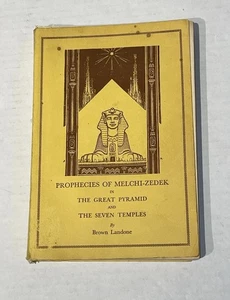 PROPHECIES OF MELCHI-ZEDEK
IN
THE GREAT PYRAMID
AND
THE SEVEN TEMPLES
By
Brown Landone